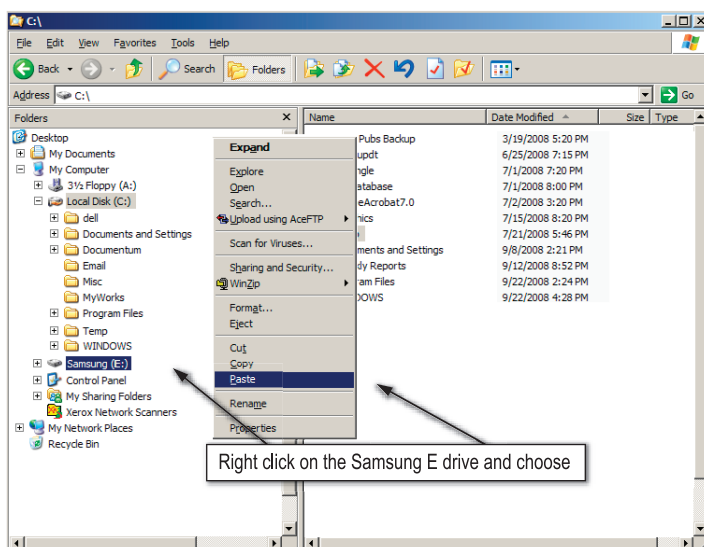 C:\
File Edit View Favorites Tools Help
Back Search Folders
Address C:\ Go
Folders
Name Date Modified Size Type
Desktop
My Documents
My Computer
3½ Floppy (A:)
Local Disk (C:)
dell
Documents and Settings
Documentum
Email
Misc
MyWorks
Program Files
Temp
WINDOWS
Samsung (E:)
Control Panel
My Sharing Folders
Xerox Network Scanners
My Network Places
Recycle Bin
Expand
Explore
Open
Search...
Upload using AceFTP
Scan for Viruses...
Sharing and Security...
WinZip
Format...
Eject
Cut
Copy
Paste
Rename
Properties
Pubs Backup 3/19/2008 5:20 PM
updt 6/25/2008 7:15 PM
ngle 7/1/2008 7:20 PM
atabase 7/1/2008 8:00 PM
eAcrobat7.0 7/2/2008 3:20 PM
nics 7/15/2008 8:20 PM
7/21/2008 5:46 PM
ments and Settings 9/8/2008 2:21 PM
dy Reports 9/12/2008 8:52 PM
am Files 9/22/2008 2:24 PM
DOWS 9/22/2008 4:28 PM
Right click on the Samsung E drive and choose